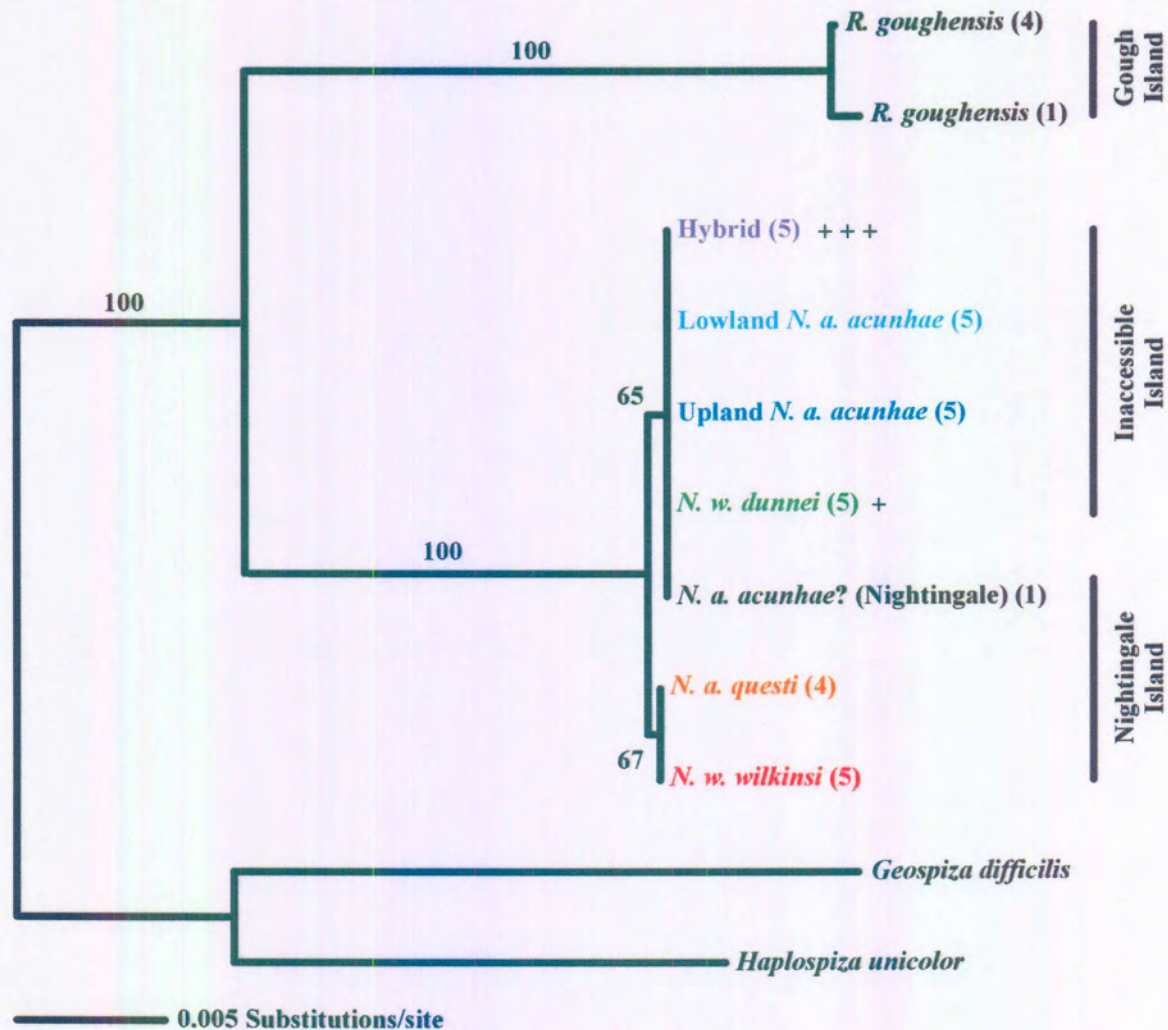 100
R. goughensis (4)
R. goughensis (1)
Gough
Island
100
Hybrid (5) + + +
Lowland N. a. acunhae (5)
65
Upland N. a. acunhae (5)
N. w. dunnei (5) +
Inaccessible
Island
100
N. a. acunhae? (Nightingale) (1)
N. a. questi (4)
67
N. w. wilkinsi (5)
Nightingale
Island
Geospiza difficilis
Haplospiza unicolor
0.005 Substitutions/site